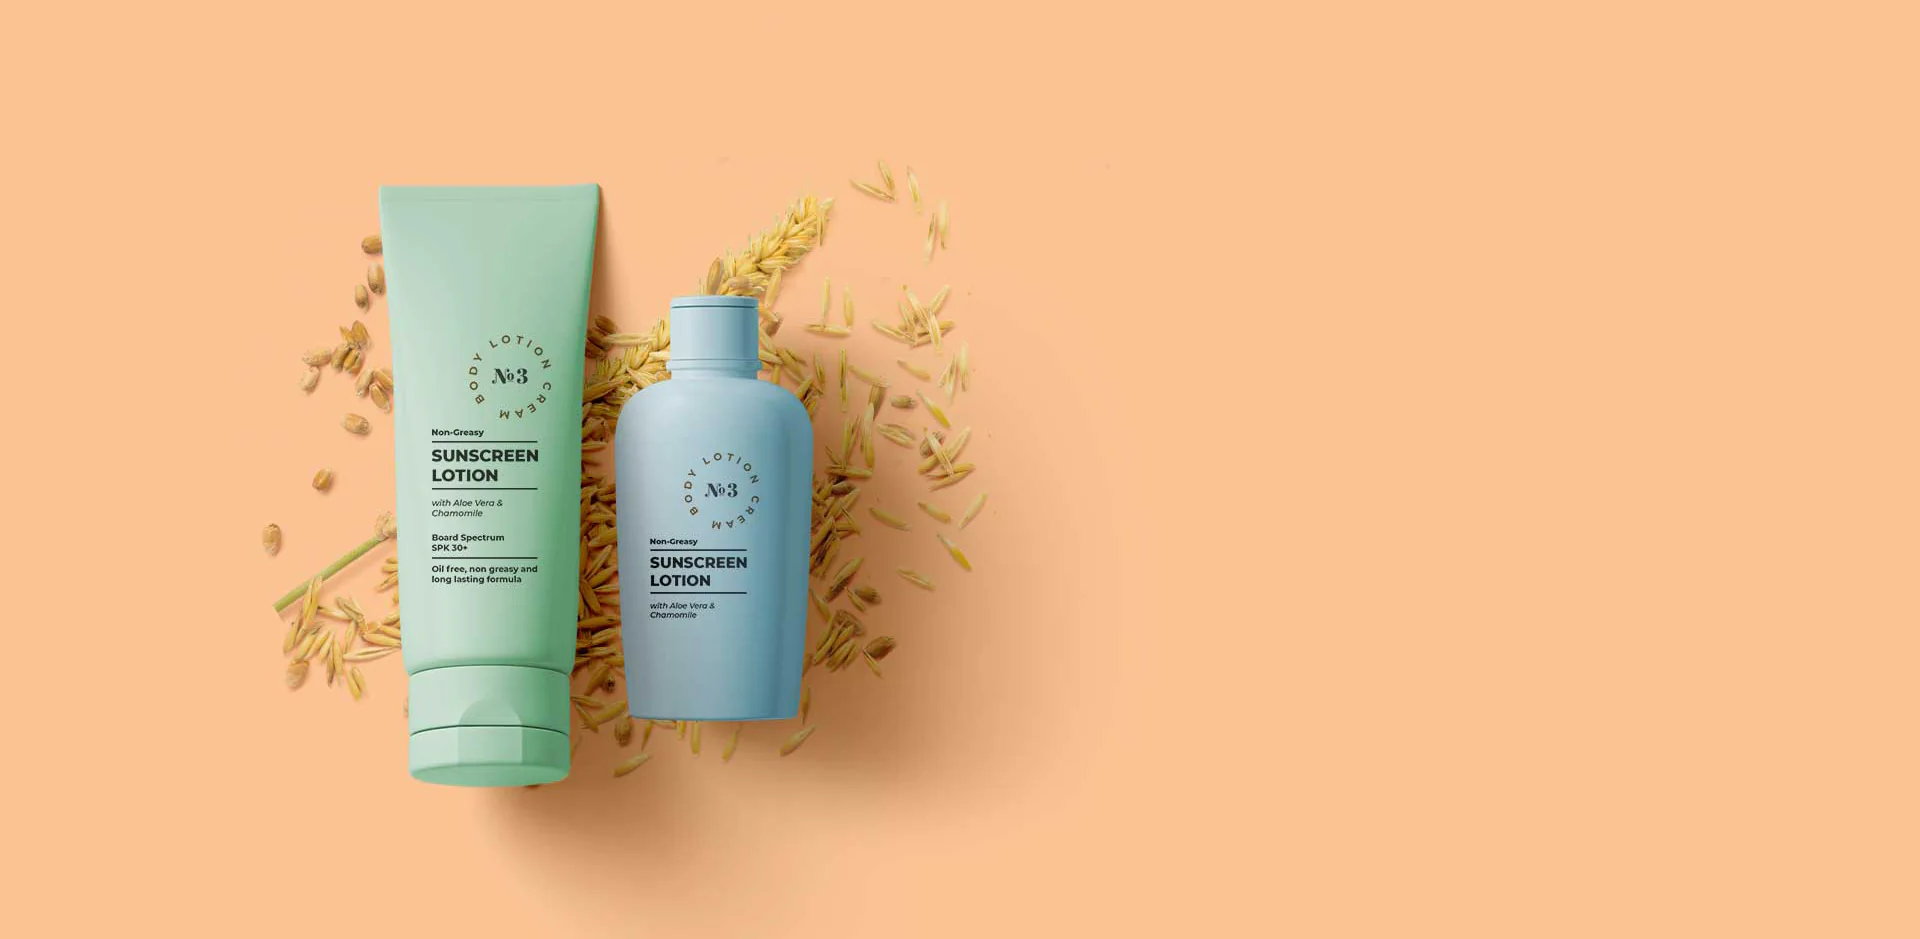 BODY LOTION CREAM
№3
Non-Greasy
SUNSCREEN
LOTION
with Aloe Vera &
Chamomile
Board Spectrum
SPK 30+
Oil free, non greasy and
long lasting formula
BODY LOTION CREAM
№3
Non-Greasy
SUNSCREEN
LOTION
with Aloe Vera &
Chamomile